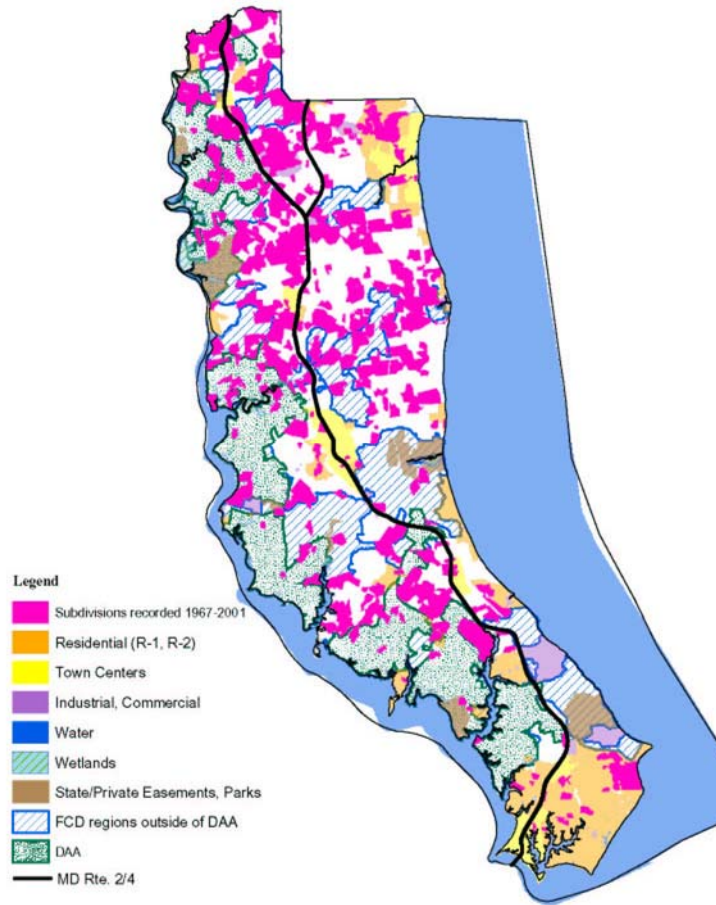 Legend
Subdivisions recorded 1967-2001
Residential (R-1, R-2)
Town Centers
Industrial, Commercial
Water
Wetlands
State/Private Easements, Parks
FCD regions outside of DAA
DAA
MD Rte. 2/4